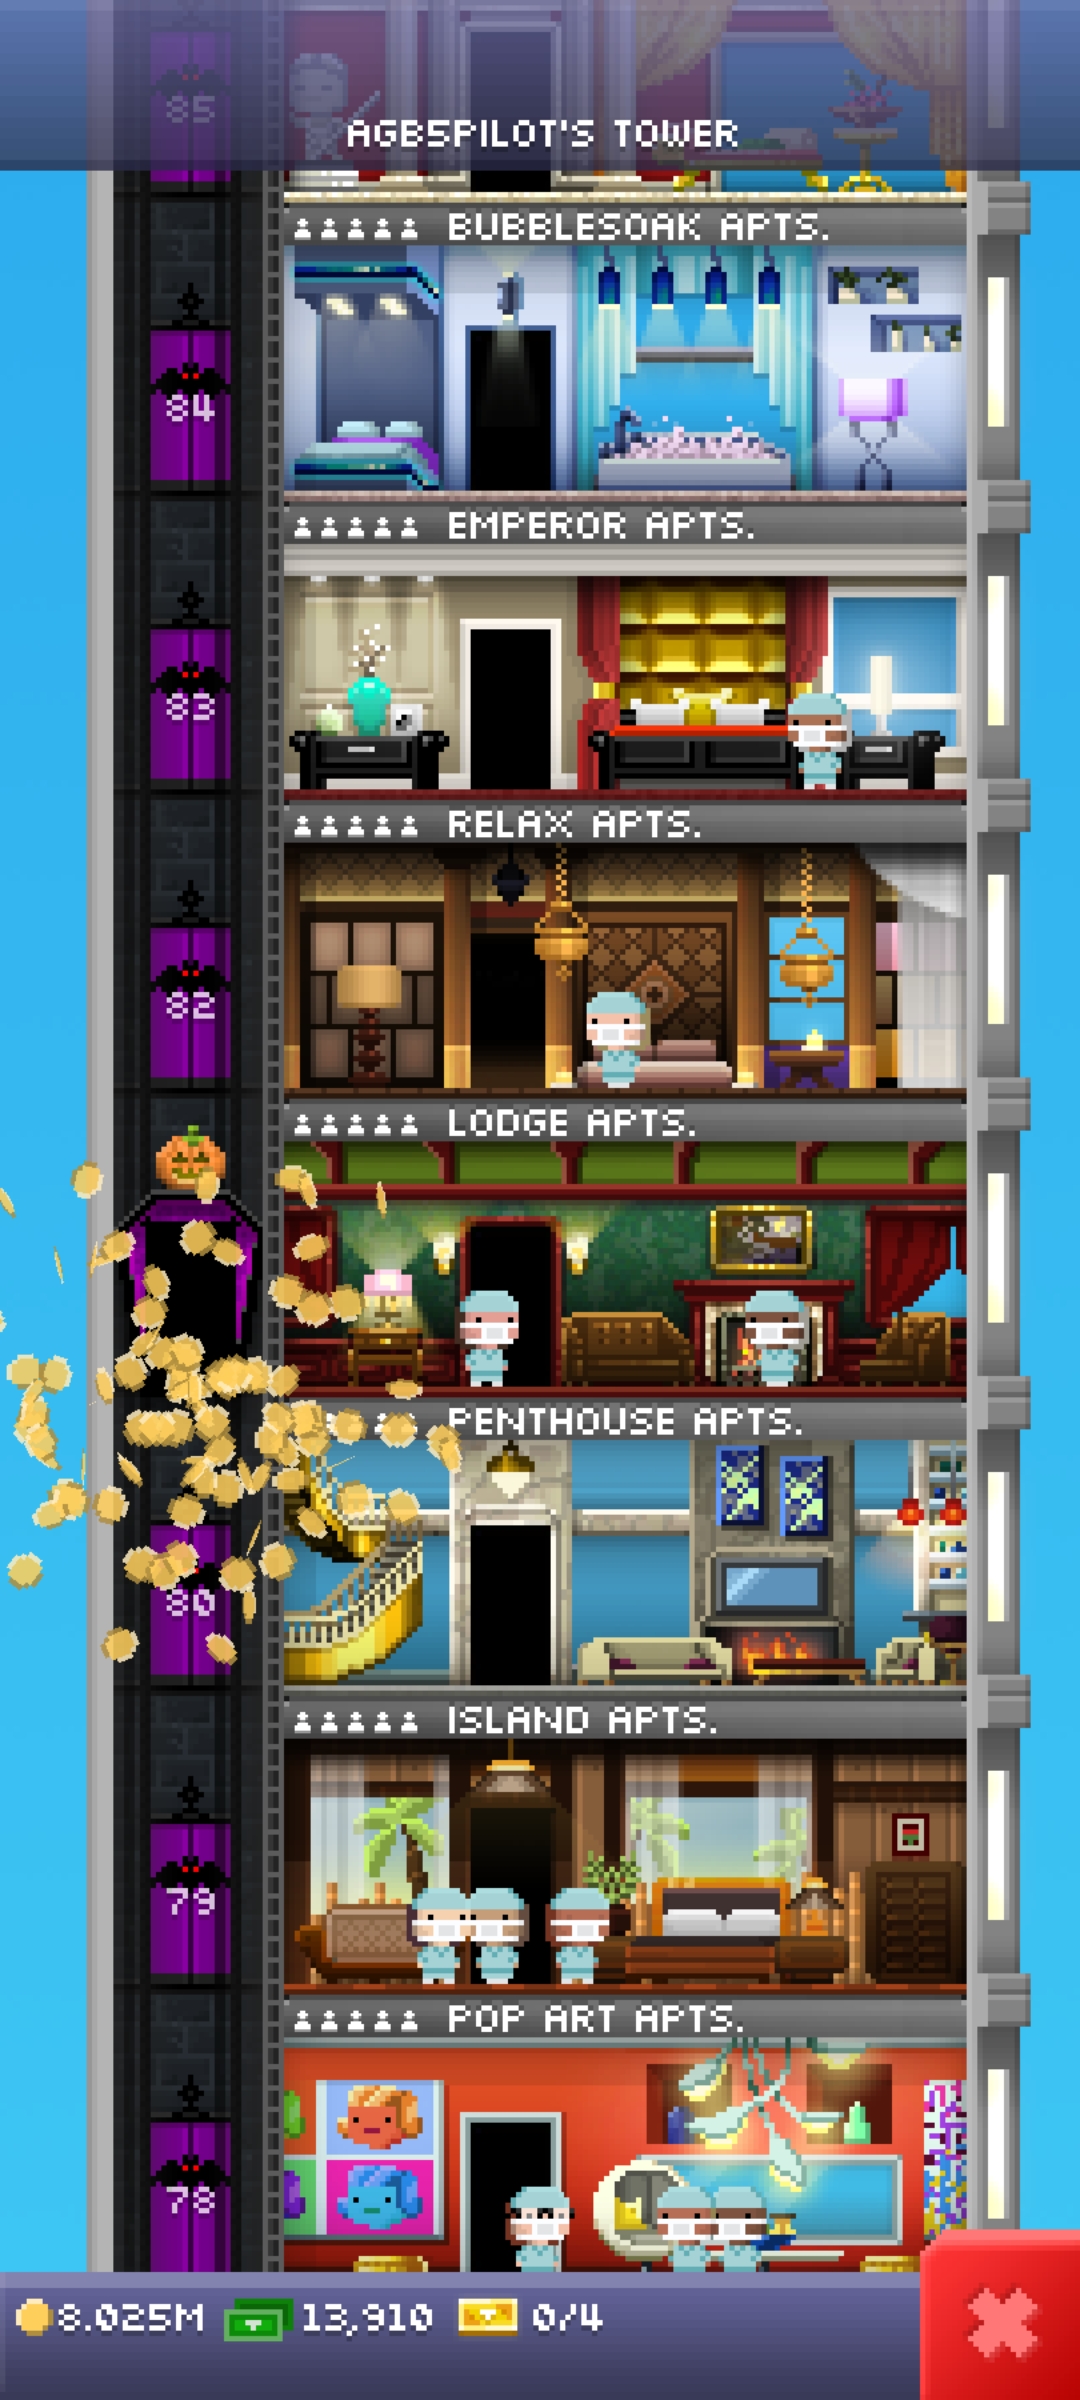 85
AGB5PILOT'S TOWER
BUBBLESOAK APTS.
84
EMPEROR APTS.
83
RELAX APTS.
82
LODGE APTS.
PENTHOUSE APTS.
80
ISLAND APTS.
79
POP ART APTS.
78
8.025M 13,910 0/4